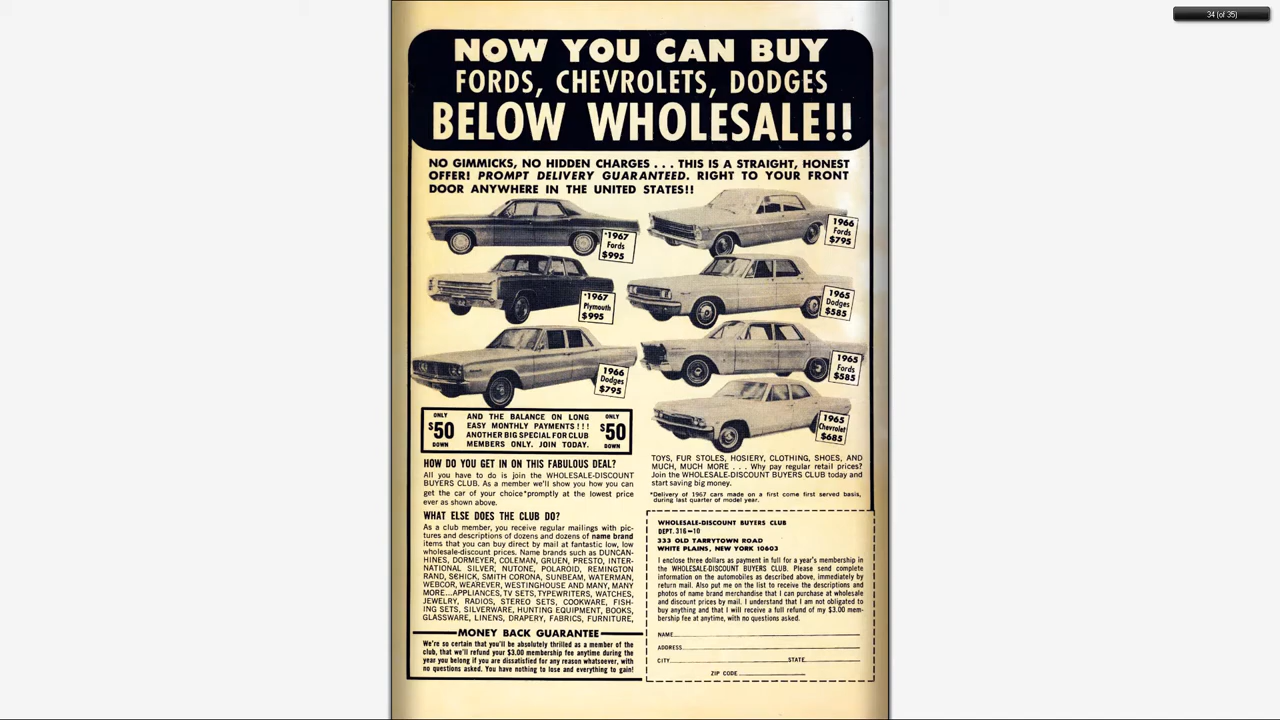 34 (of 35)
NOW YOU CAN BUY
FORDS, CHEVROLETS, DODGES
BELOW WHOLESALE!!
NO GIMMICKS, NO HIDDEN CHARGES . . . THIS IS A STRAIGHT, HONEST
OFFER! PROMPT DELIVERY GUARANTEED. RIGHT TO YOUR FRONT
DOOR ANYWHERE IN THE UNITED STATES!!
*1967
Fords
$995
1966
Fords
$795
*1967
Plymouth
$995
1965
Dodges
$585
1966
Dodges
$795
1965
Fords
$585
1965
Chevrolet
$685
ONLY
$50
DOWN
AND THE BALANCE ON LONG
EASY MONTHLY PAYMENTS!!!
ANOTHER BIG SPECIAL FOR CLUB
MEMBERS ONLY. JOIN TODAY.
ONLY
$50
DOWN
HOW DO YOU GET IN ON THIS FABULOUS DEAL?
All you have to do is join the WHOLESALE-DISCOUNT
BUYERS CLUB. As a member we'll show you how you can
get the car of your choice*promptly at the lowest price
ever as shown above.
WHAT ELSE DOES THE CLUB DO?
As a club member, you receive regular mailings with pic-
tures and descriptions of dozens and dozens of name brand
items that you can buy direct by mail at fantastic low, low
wholesale-discount prices. Name brands such as DUNCAN-
HINES, DORMEYER, COLEMAN, GRUEN, PRESTO, INTER-
NATIONAL SILVER, NUTONE, POLAROID, REMINGTON
RAND, SCHICK, SMITH CORONA, SUNBEAM, WATERMAN,
WEBCOR, WEAREVER, WESTINGHOUSE AND MANY, MANY
MORE...APPLIANCES, TV SETS, TYPEWRITERS, WATCHES,
JEWELRY, RADIOS, STEREO SETS, COOKWARE, FISH-
ING SETS, SILVERWARE, HUNTING EQUIPMENT, BOOKS,
GLASSWARE, LINENS, DRAPERY, FABRICS, FURNITURE,
MONEY BACK GUARANTEE
We're so certain that you'll be absolutely thrilled as a member of the
club, that we'll refund your $3.00 membership fee anytime during the
year you belong if you are dissatisfied for any reason whatsoever, with
no questions asked. You have nothing to lose and everything to gain!
TOYS, FUR STOLES, HOSIERY, CLOTHING, SHOES, AND
MUCH, MUCH MORE . . . Why pay regular retail prices?
Join the WHOLESALE-DISCOUNT BUYERS CLUB today and
start saving big money.
*Delivery of 1967 cars made on a first come first served basis,
during last quarter of model year.
WHOLESALE-DISCOUNT BUYERS CLUB
DEPT. 316-10
333 OLD TARRYTOWN ROAD
WHITE PLAINS, NEW YORK 10603
I enclose three dollars as payment in full for a year's membership in
the WHOLESALE-DISCOUNT BUYERS CLUB. Please send complete
information on the automobiles as described above, immediately by
return mail. Also put me on the list to receive the descriptions and
photos of name brand merchandise that I can purchase at wholesale
and discount prices by mail. I understand that I am not obligated to
buy anything and that I will receive a full refund of my $3.00 mem-
bership fee at anytime, with no questions asked.
NAME
ADDRESS
CITY STATE
ZIP CODE